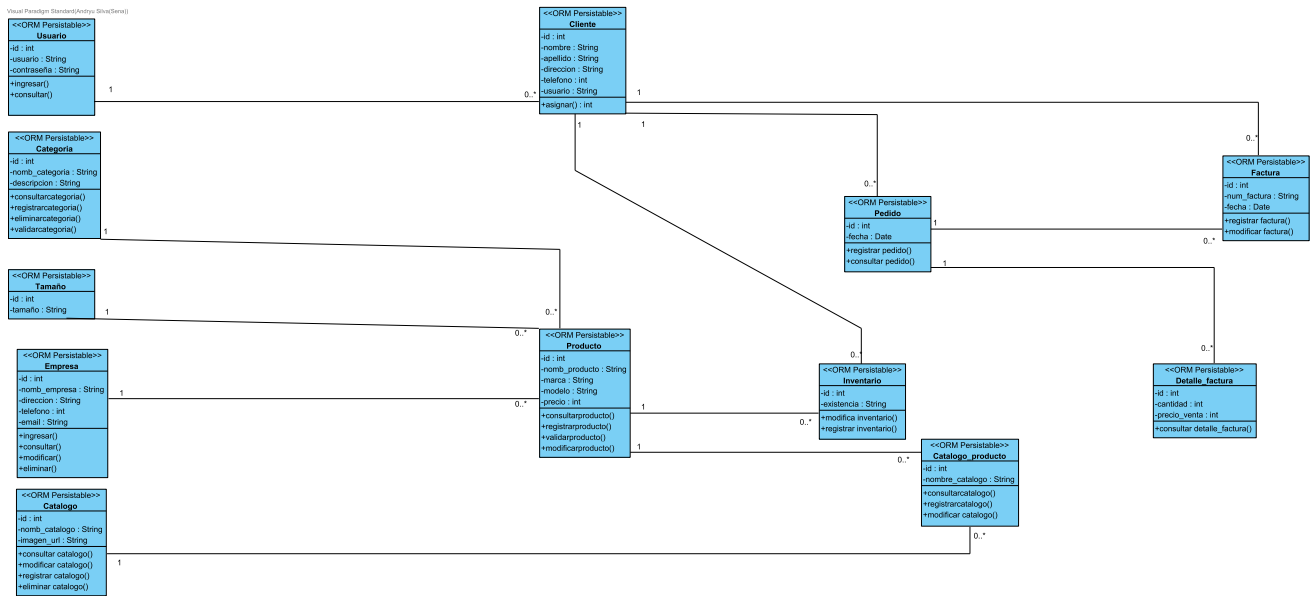 Visual Paradigm Standard(Andryu Silva(Sena))
<<ORM Persistable>>
Usuario
-id : int
-usuario : String
-contraseña : String
+ingresar()
+consultar()
1
0..*
<<ORM Persistable>>
Cliente
-id : int
-nombre : String
-apellido : String
-direccion : String
-telefono : int
-usuario : String
+asignar() : int
1
0..*
1
0..*
1
0..*
<<ORM Persistable>>
Factura
-id : int
-num_factura : String
-fecha : Date
+registrar factura()
+modificar factura()
<<ORM Persistable>>
Pedido
-id : int
-fecha : Date
+registrar pedido()
+consultar pedido()
1
0..*
1
0..*
<<ORM Persistable>>
Categoria
-id : int
-nomb_categoria : String
-descripcion : String
+consultarcategoria()
+registrarcategoria()
+eliminarcategoria()
+validarcategoria()
1
0..*
<<ORM Persistable>>
Tamaño
-id : int
-tamaño : String
1
0..*
<<ORM Persistable>>
Empresa
-id : int
-nomb_empresa : String
-direccion : String
-telefono : int
-email : String
+ingresar()
+consultar()
+modificar()
+eliminar()
1
0..*
<<ORM Persistable>>
Producto
-id : int
-nomb_producto : String
-marca : String
-modelo : String
-precio : int
+consultarproducto()
+registrarproducto()
+validarproducto()
+modificarproducto()
1
0..*
1
0..*
<<ORM Persistable>>
Inventario
-id : int
-existencia : String
+modifica inventario()
+registrar inventario()
<<ORM Persistable>>
Detalle_factura
-id : int
-cantidad : int
-precio_venta : int
+consultar detalle_factura()
<<ORM Persistable>>
Catalogo_producto
-id : int
-nombre_catalogo : String
+consultarcatalogo()
+registrarcatalogo()
+modificar catalogo()
0..*
<<ORM Persistable>>
Catalogo
-id : int
-nomb_catalogo : String
-imagen_url : String
+consultar catalogo()
+modificar catalogo()
+registrar catalogo()
+eliminar catalogo()
1